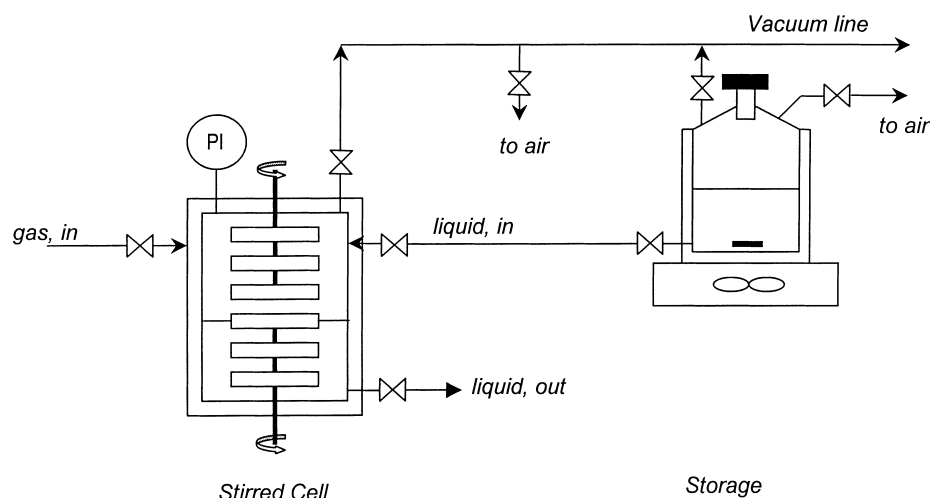 Vacuum line
to air
to air
PI
gas, in
liquid, in
liquid, out
Stirred Cell
Storage